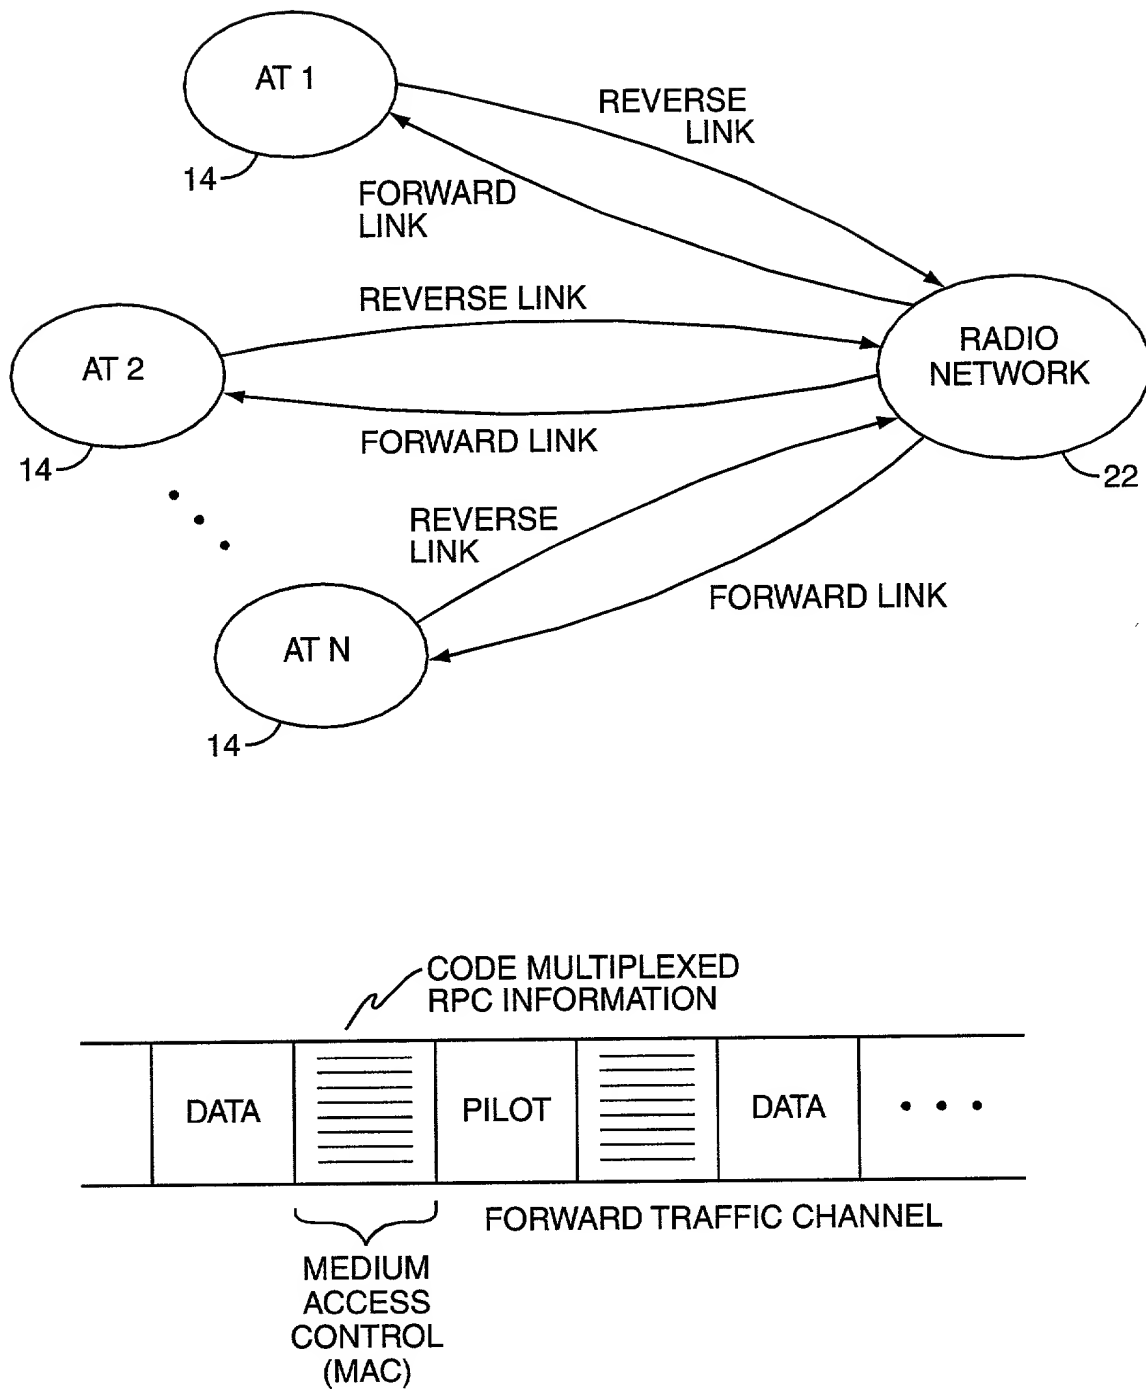 AT 1
REVERSE
LINK
14
FORWARD
LINK
REVERSE LINK
RADIO
NETWORK
AT 2
FORWARD LINK
14
22
REVERSE
LINK
FORWARD LINK
AT N
14
CODE MULTIPLEXED
RPC INFORMATION
DATA
PILOT
DATA
FORWARD TRAFFIC CHANNEL
MEDIUM
ACCESS
CONTROL
(MAC)